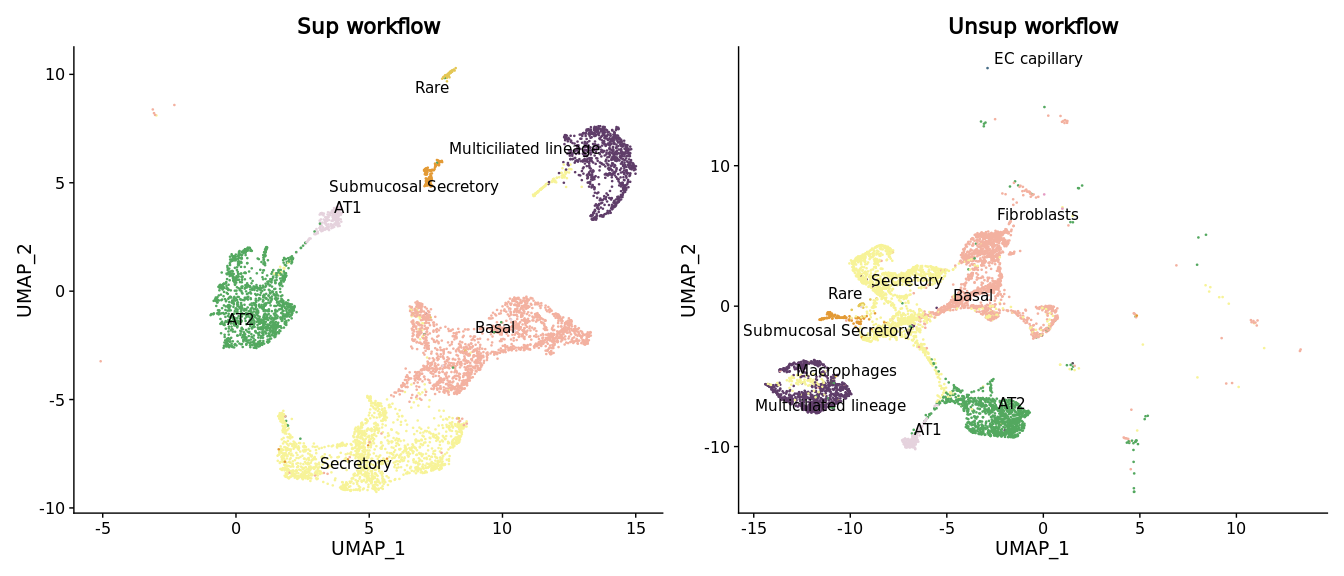 Sup workflow
Rare
Multiciliated lineage
Submucosal Secretory
AT1
AT2
Basal
Secretory
10
5
0
-5
-10
UMAP_2
-5
0
5
10
15
UMAP_1
Unsup workflow
EC capillary
Fibroblasts
Secretory
Rare
Basal
Submucosal Secretory
Macrophages
Multiciliated lineage
AT2
AT1
10
0
-10
UMAP_2
-15
-10
-5
0
5
10
UMAP_1